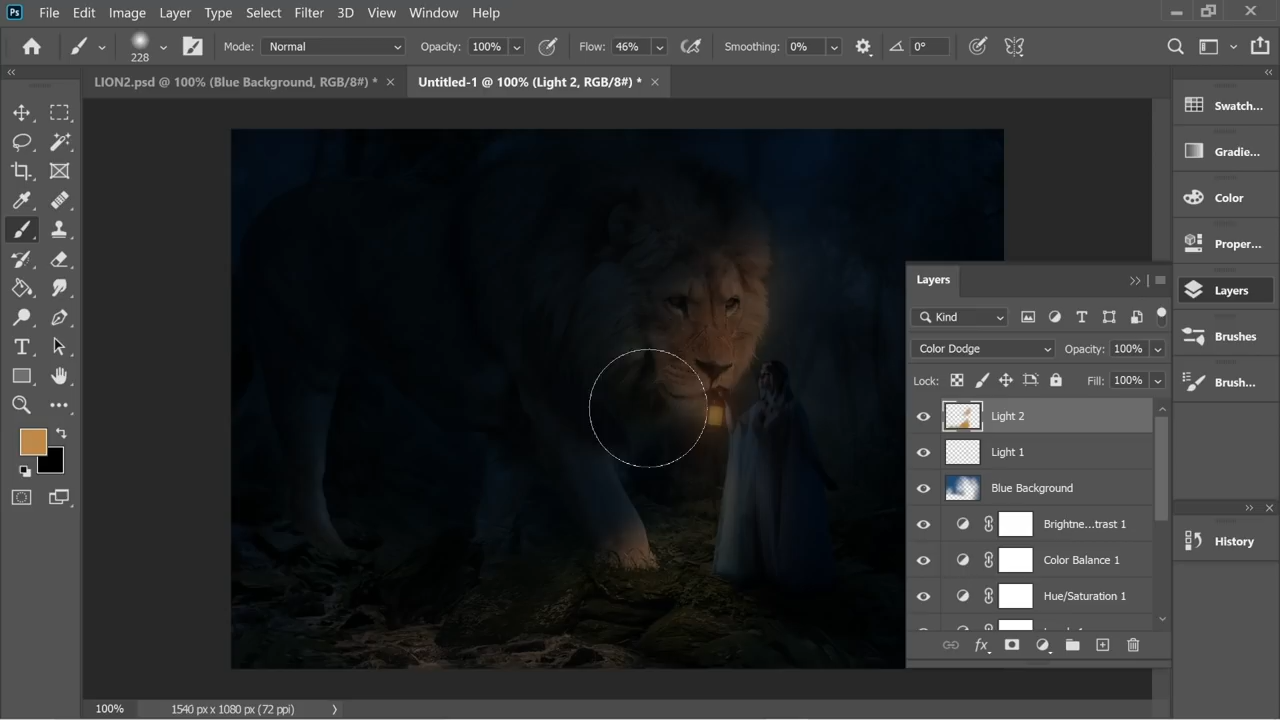 Ps File Edit Image Layer Type Select Filter 3D View Window Help
228 Mode: Normal Opacity: 100% Flow: 46% Smoothing: 0% 0°
LION2.psd @ 100% (Blue Background, RGB/8#) * × Untitled-1 @ 100% (Light 2, RGB/8#) * ×
Swatch...
Gradie...
Color
Proper...
Layers
Brushes
Brush...
History
Layers
Kind
Color Dodge Opacity: 100%
Lock: Fill: 100%
Light 2
Light 1
Blue Background
Brightne...trast 1
Color Balance 1
Hue/Saturation 1
fx
100% 1540 px x 1080 px (72 ppi)